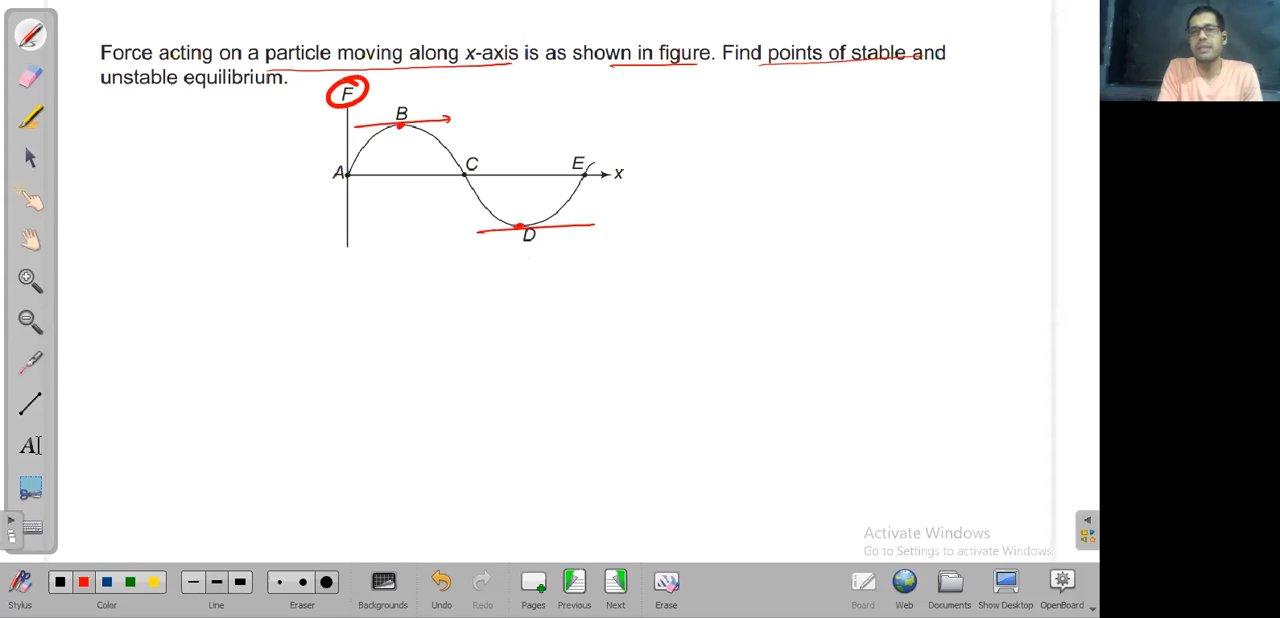 Force acting on a particle moving along x-axis is as shown in figure. Find points of stable and
unstable equilibrium.
F
B
A
C
E
x
D
A
Activate Windows
Go to Settings to activate Windows.
Stylus
Color
Line
Eraser
Backgrounds
Undo
Redo
Pages
Previous
Next
Erase
Board
Web
Documents
Show Desktop
OpenBoard